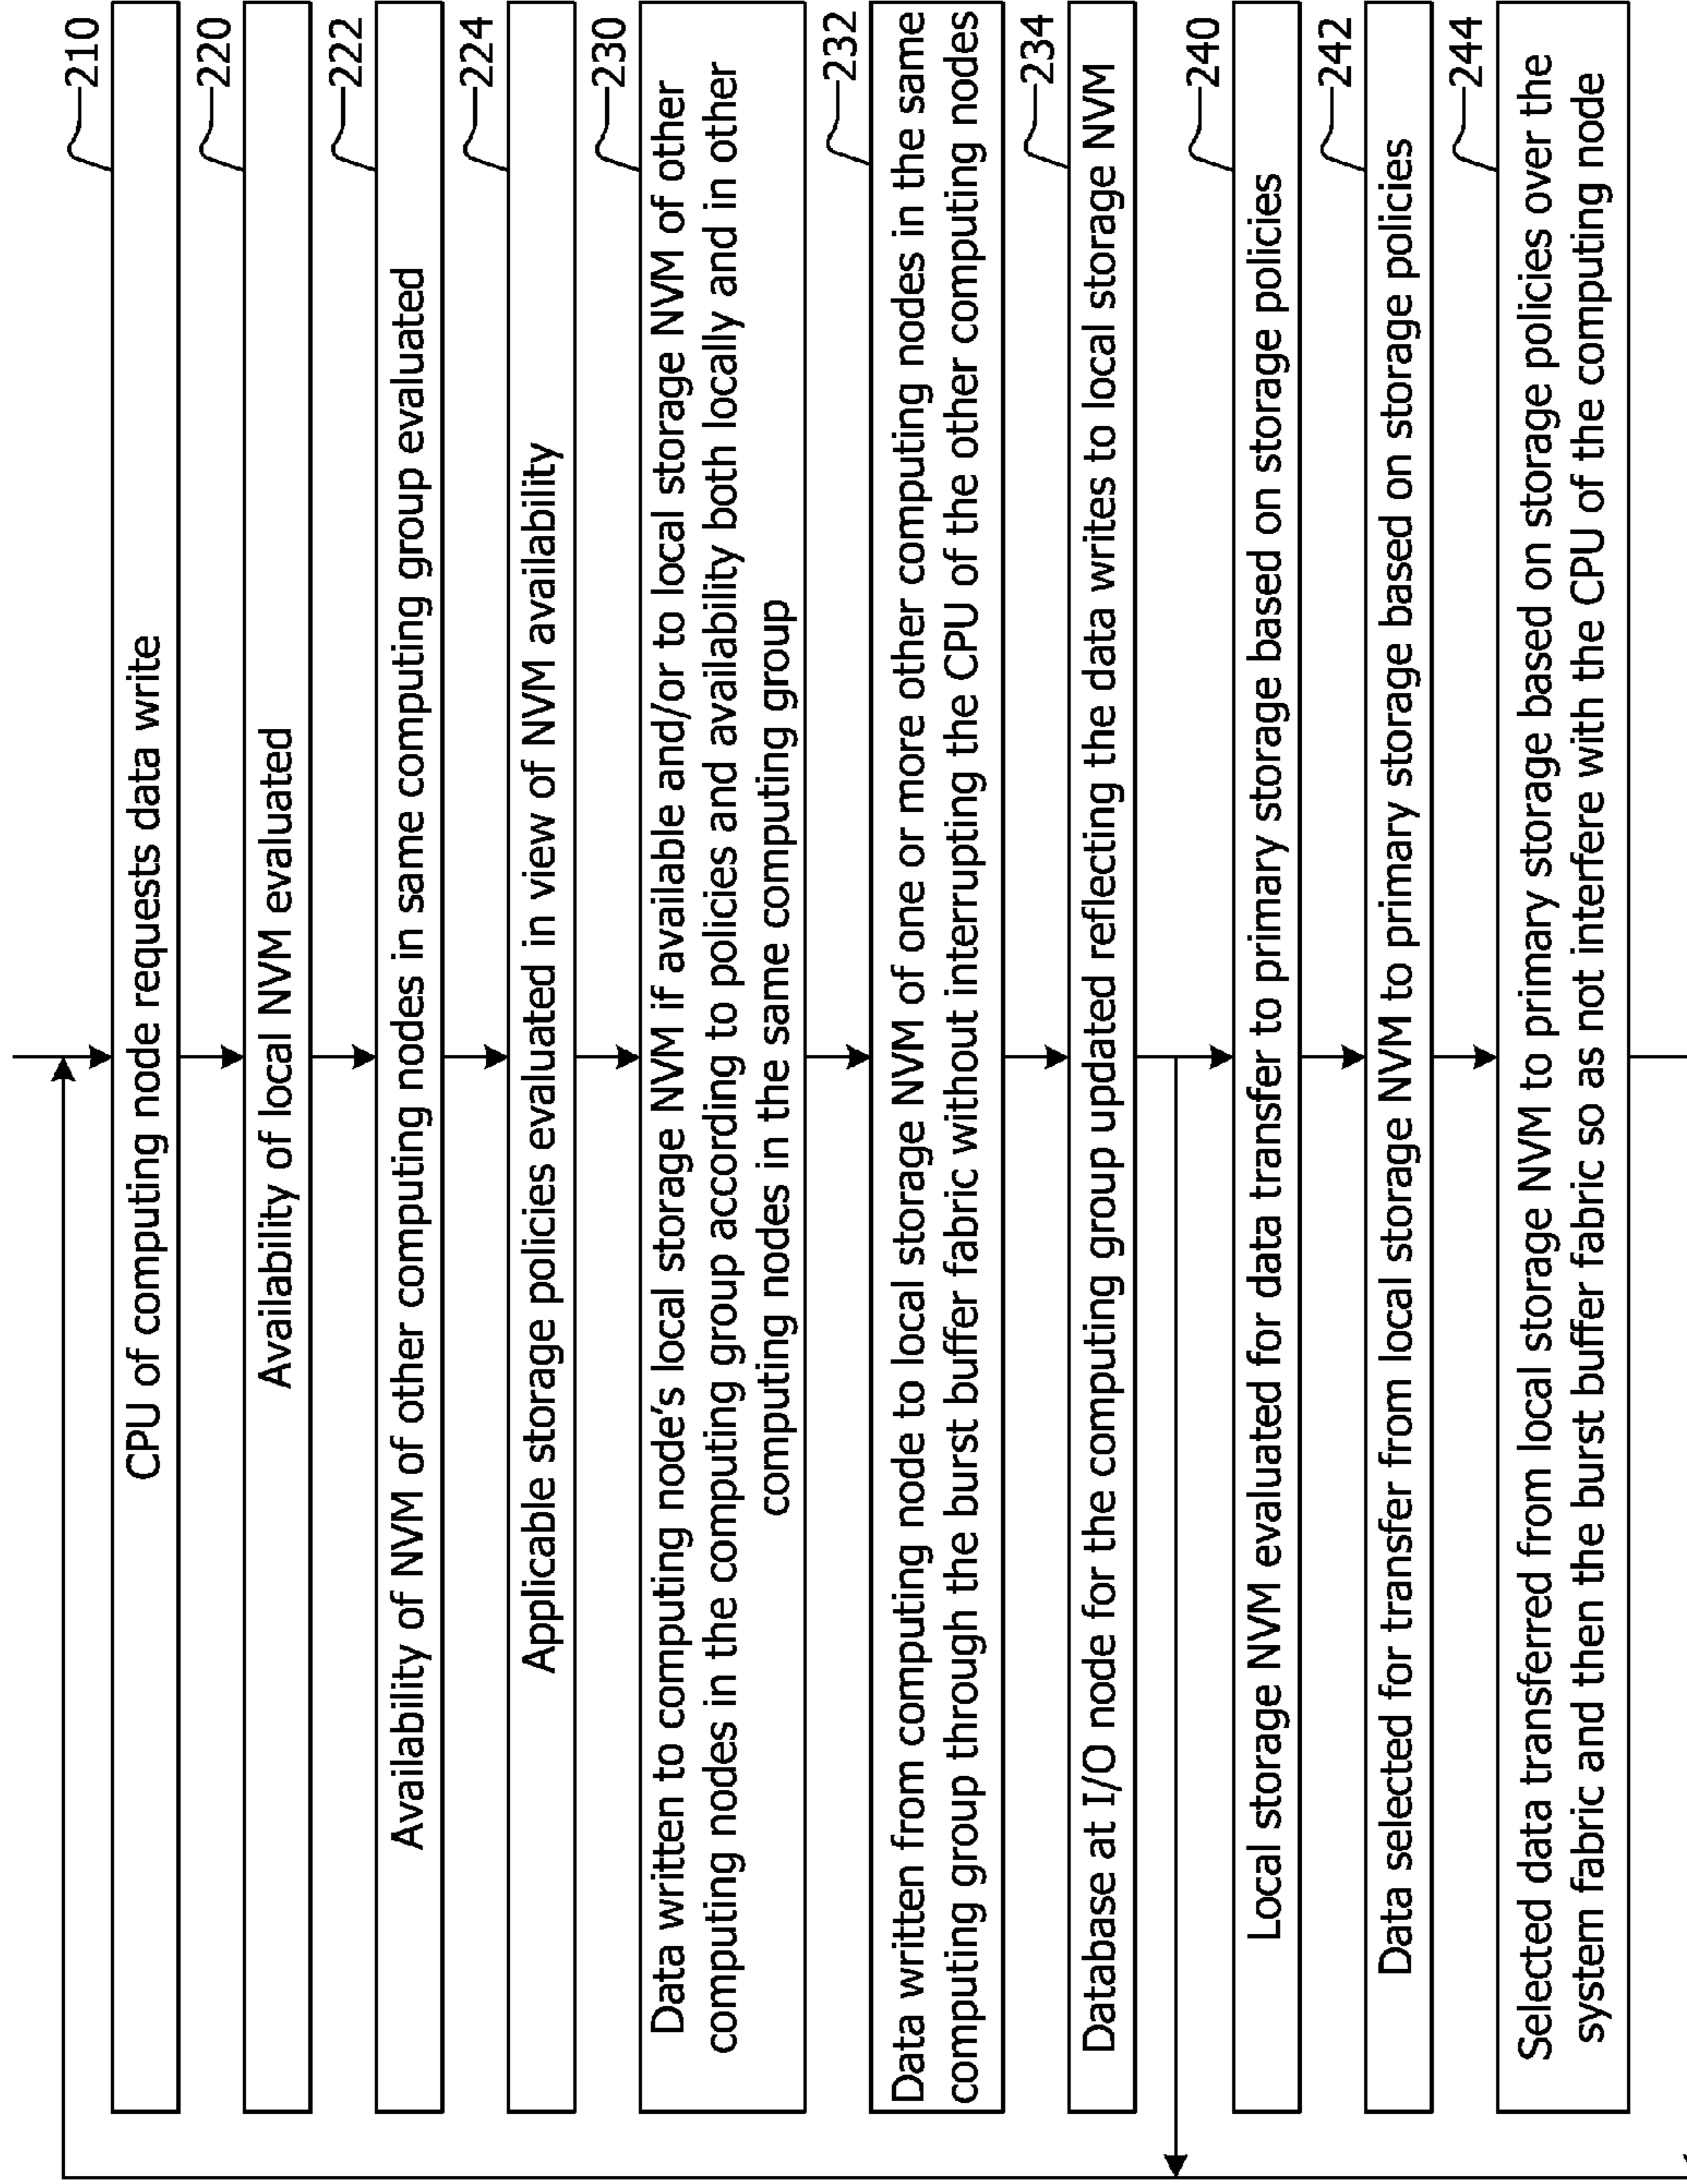 210
CPU of computing node requests data write
220
Availability of local NVM evaluated
222
Availability of NVM of other computing nodes in same computing group evaluated
224
Applicable storage policies evaluated in view of NVM availability
230
Data written to computing node's local storage NVM if available and/or to local storage NVM of other
computing nodes in the computing group according to policies and availability both locally and in other
computing nodes in the same computing group
232
Data written from computing node to local storage NVM of one or more other computing nodes in the same
computing group through the burst buffer fabric without interrupting the CPU of the other computing nodes
234
Database at I/O node for the computing group updated reflecting the data writes to local storage NVM
240
Local storage NVM evaluated for data transfer to primary storage based on storage policies
242
Data selected for transfer from local storage NVM to primary storage based on storage policies
244
Selected data transferred from local storage NVM to primary storage based on storage policies over the
system fabric and then the burst buffer fabric so as not interfere with the CPU of the computing node